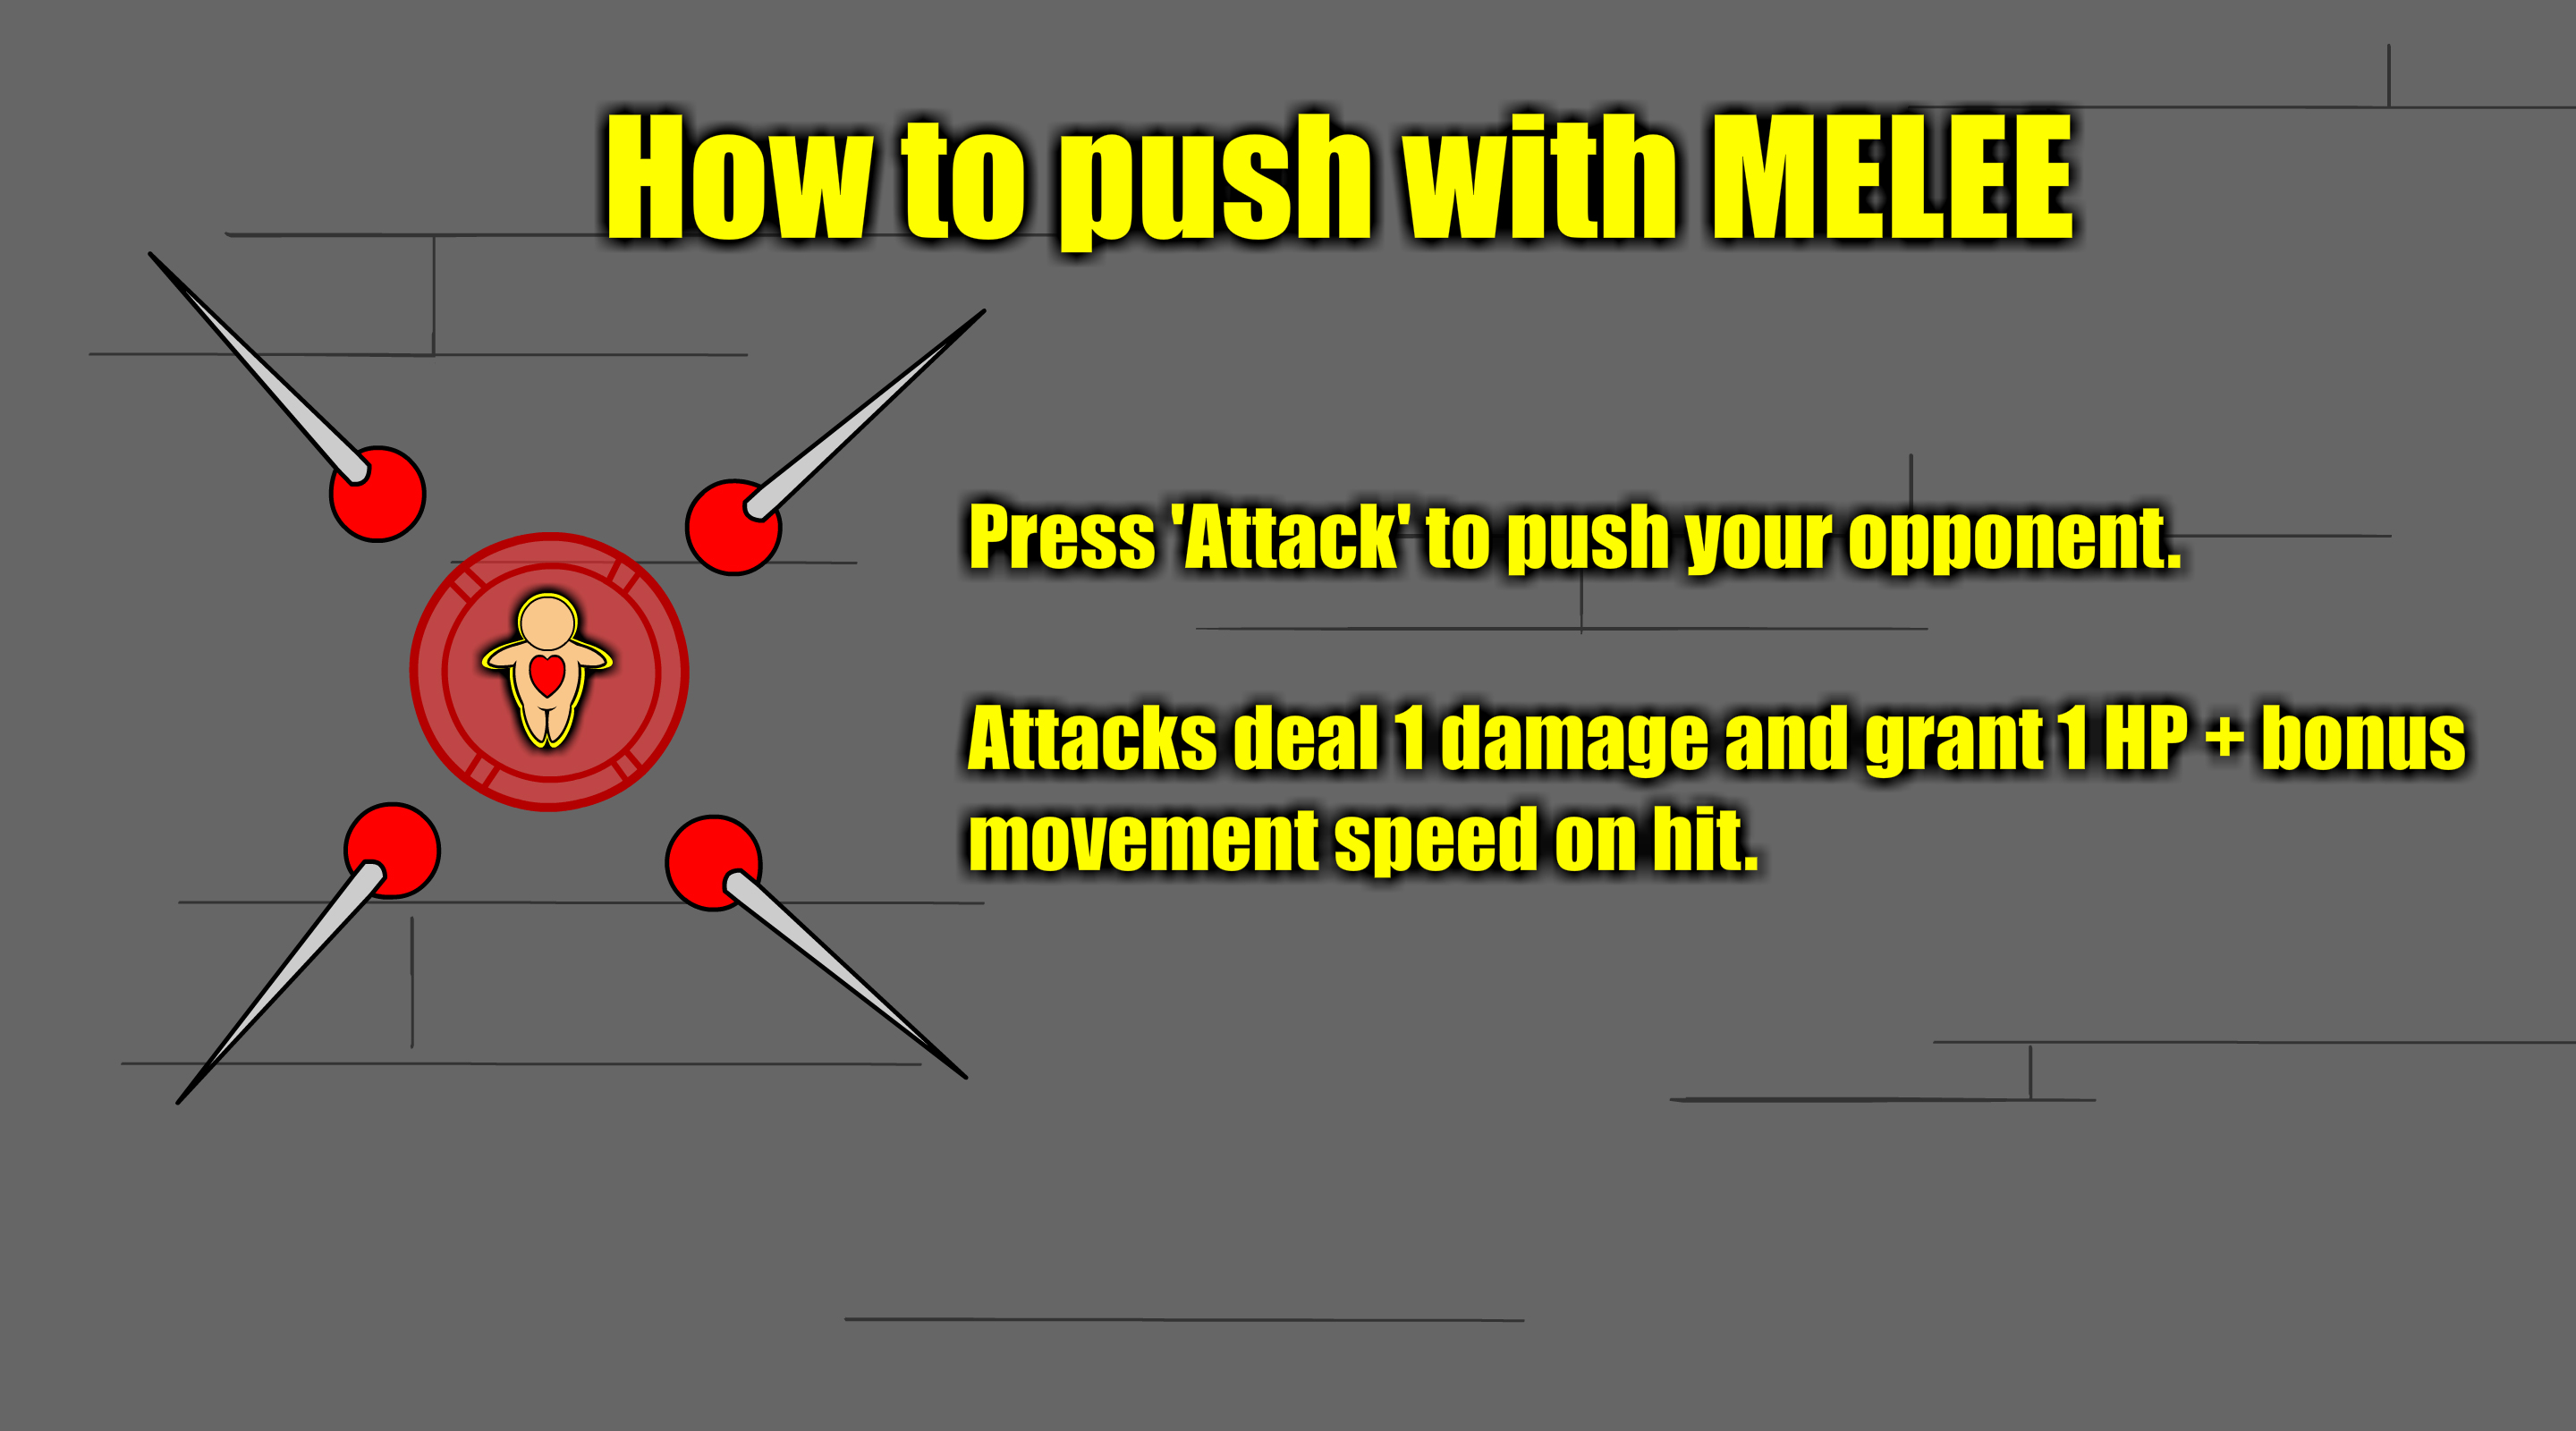 How to push with MELEE
Press 'Attack' to push your opponent.
Attacks deal 1 damage and grant 1 HP + bonus
movement speed on hit.